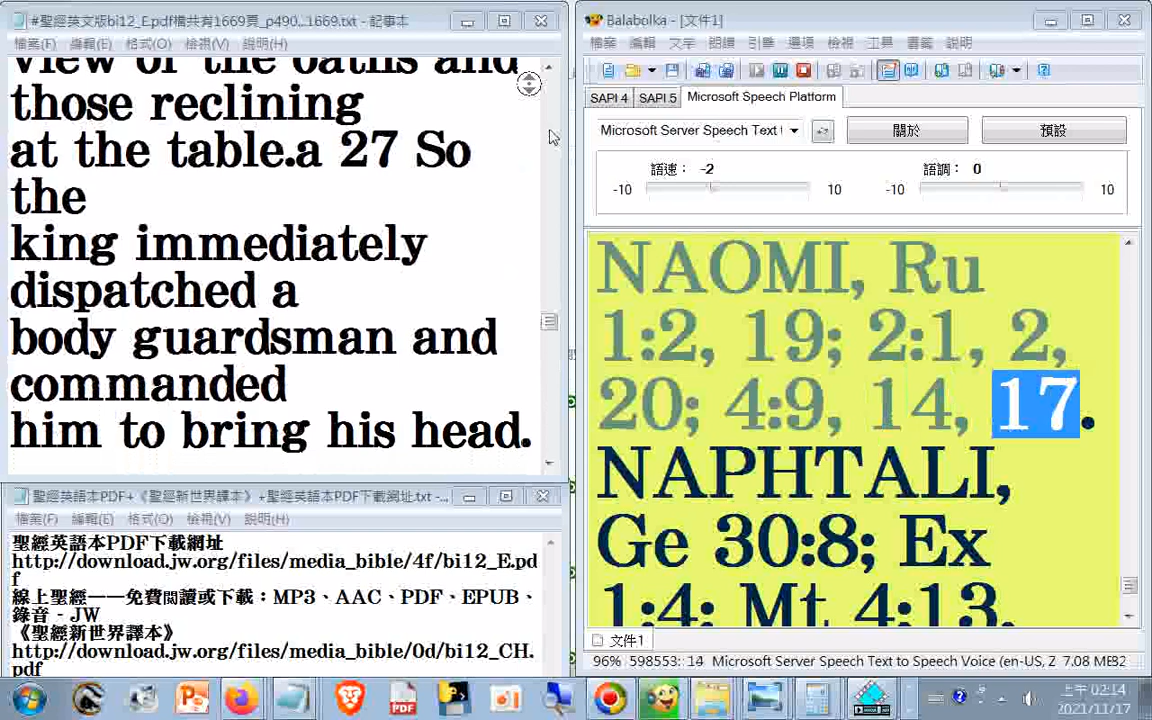 #聖經英文版bi12_E.pdf檔共有1669頁_p490,..1669.txt - 記事本
檔案(F) 編輯(E) 格式(O) 檢視(V) 說明(H)
view of the oaths and
those reclining
at the table.a 27 So
the
king immediately
dispatched a
body guardsman and
commanded
him to bring his head.
聖經英語本PDF+《聖經新世界譯本》+聖經英語本PDF下載網址.txt - ...
檔案(F) 編輯(E) 格式(O) 檢視(V) 說明(H)
聖經英語本PDF下載網址
http://download.jw.org/files/media_bible/4f/bi12_E.pd
f
線上聖經——免費閱讀或下載：MP3、AAC、PDF、EPUB、
錄音 - JW
《聖經新世界譯本》
http://download.jw.org/files/media_bible/0d/bi12_CH.
pdf
Balabolka - [文件1]
檔案 編輯 文字 朗讀 引擎 選項 檢視 工具 書籤 說明
SAPI 4 SAPI 5 Microsoft Speech Platform
Microsoft Server Speech Text 關於 預設
語速： -2 語調： 0
-10 10 -10 10
NAOMI, Ru
1:2, 19; 2:1, 2,
20; 4:9, 14, 17.
NAPHTALI,
Ge 30:8; Ex
1:4; Mt 4:13,
文件1
96% 598553: 14 Microsoft Server Speech Text to Speech Voice (en-US, Z 7.08 MB
上午 02:14
2021/11/17